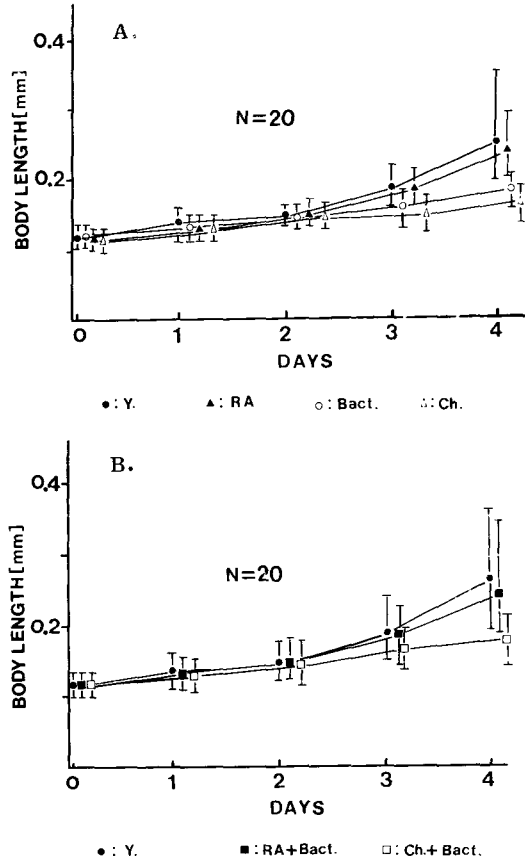 A.
0.4
N=20
BODY LENGTH [mm]
0.2
0 1 2 3 4
DAYS
●: Y. ▲: RA ○: Bact. △: Ch.
B.
0.4
N=20
BODY LENGTH [mm]
0.2
0 1 2 3 4
DAYS
●: Y. ■: RA+Bact. □: Ch.+ Bact.